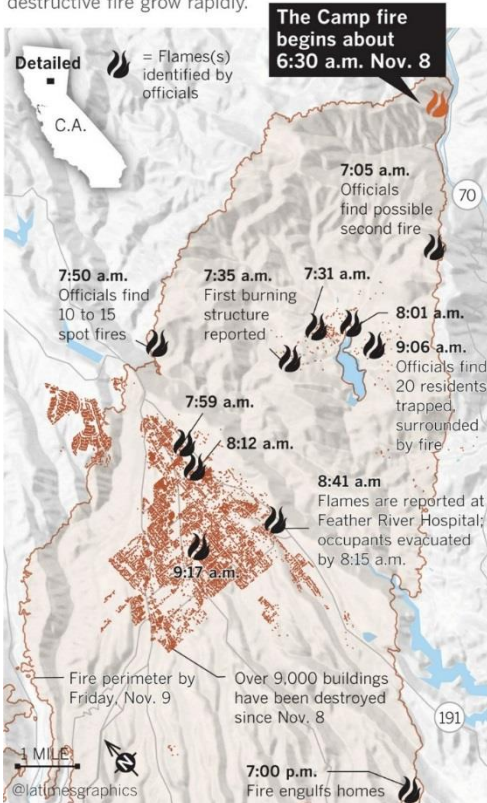 destructive fire grow rapidly.
The Camp fire
begins about
6:30 a.m. Nov. 8
Detailed
C.A.
= Flames(s)
identified by
officials
7:05 a.m.
Officials
find possible
second fire
70
7:50 a.m.
Officials find
10 to 15
spot fires
7:35 a.m.
First burning
structure
reported
7:31 a.m.
8:01 a.m.
9:06 a.m.
Officials find
20 residents
trapped,
surrounded
by fire
7:59 a.m.
8:12 a.m.
8:41 a.m
Flames are reported at
Feather River Hospital;
occupants evacuated
by 8:15 a.m.
9:17 a.m.
Fire perimeter by
Friday, Nov. 9
Over 9,000 buildings
have been destroyed
since Nov. 8
191
1 MILE
N
@latimesgraphics
7:00 p.m.
Fire engulfs homes